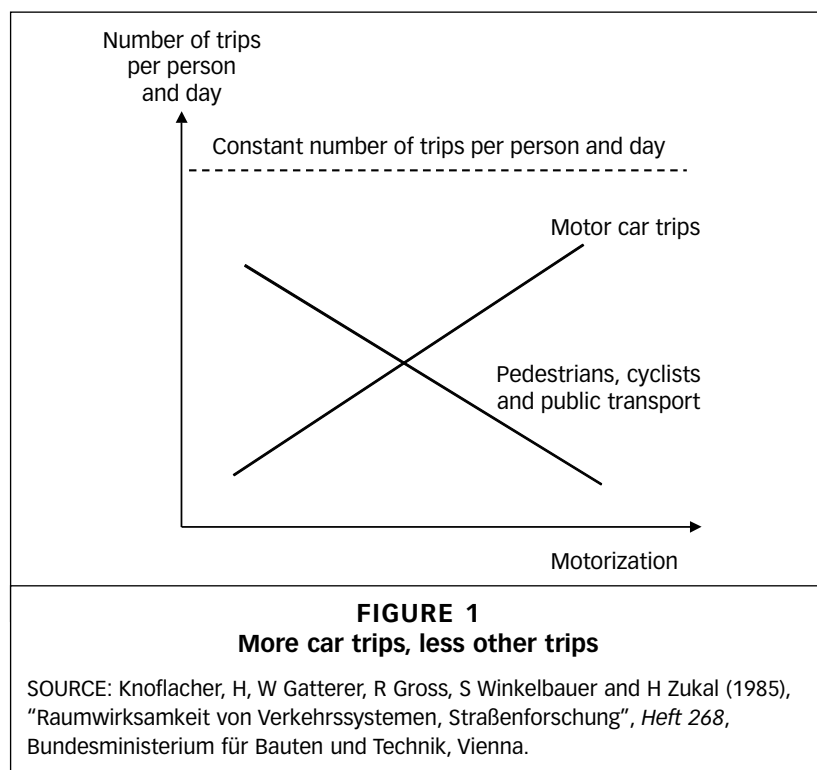 Number of trips
per person
and day
Constant number of trips per person and day
Motor car trips
Pedestrians, cyclists
and public transport
Motorization
FIGURE 1
More car trips, less other trips
SOURCE: Knoflacher, H, W Gatterer, R Gross, S Winkelbauer and H Zukal (1985),
“Raumwirksamkeit von Verkehrssystemen, Straßenforschung”, Heft 268,
Bundesministerium für Bauten und Technik, Vienna.